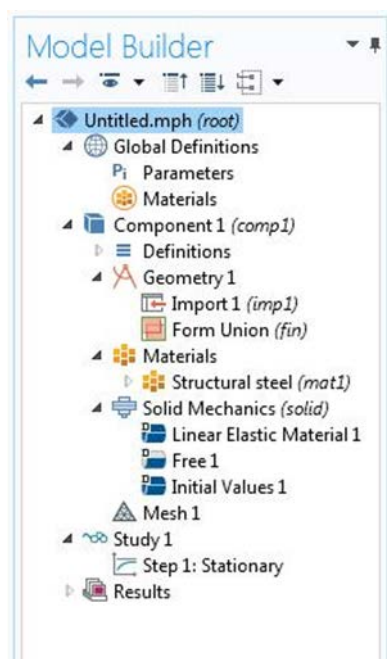 Model Builder
Untitled.mph (root)
Global Definitions
Pi Parameters
Materials
Component 1 (comp1)
Definitions
Geometry 1
Import 1 (imp1)
Form Union (fin)
Materials
Structural steel (mat1)
Solid Mechanics (solid)
D Linear Elastic Material 1
D Free 1
D Initial Values 1
Mesh 1
Study 1
Step 1: Stationary
Results